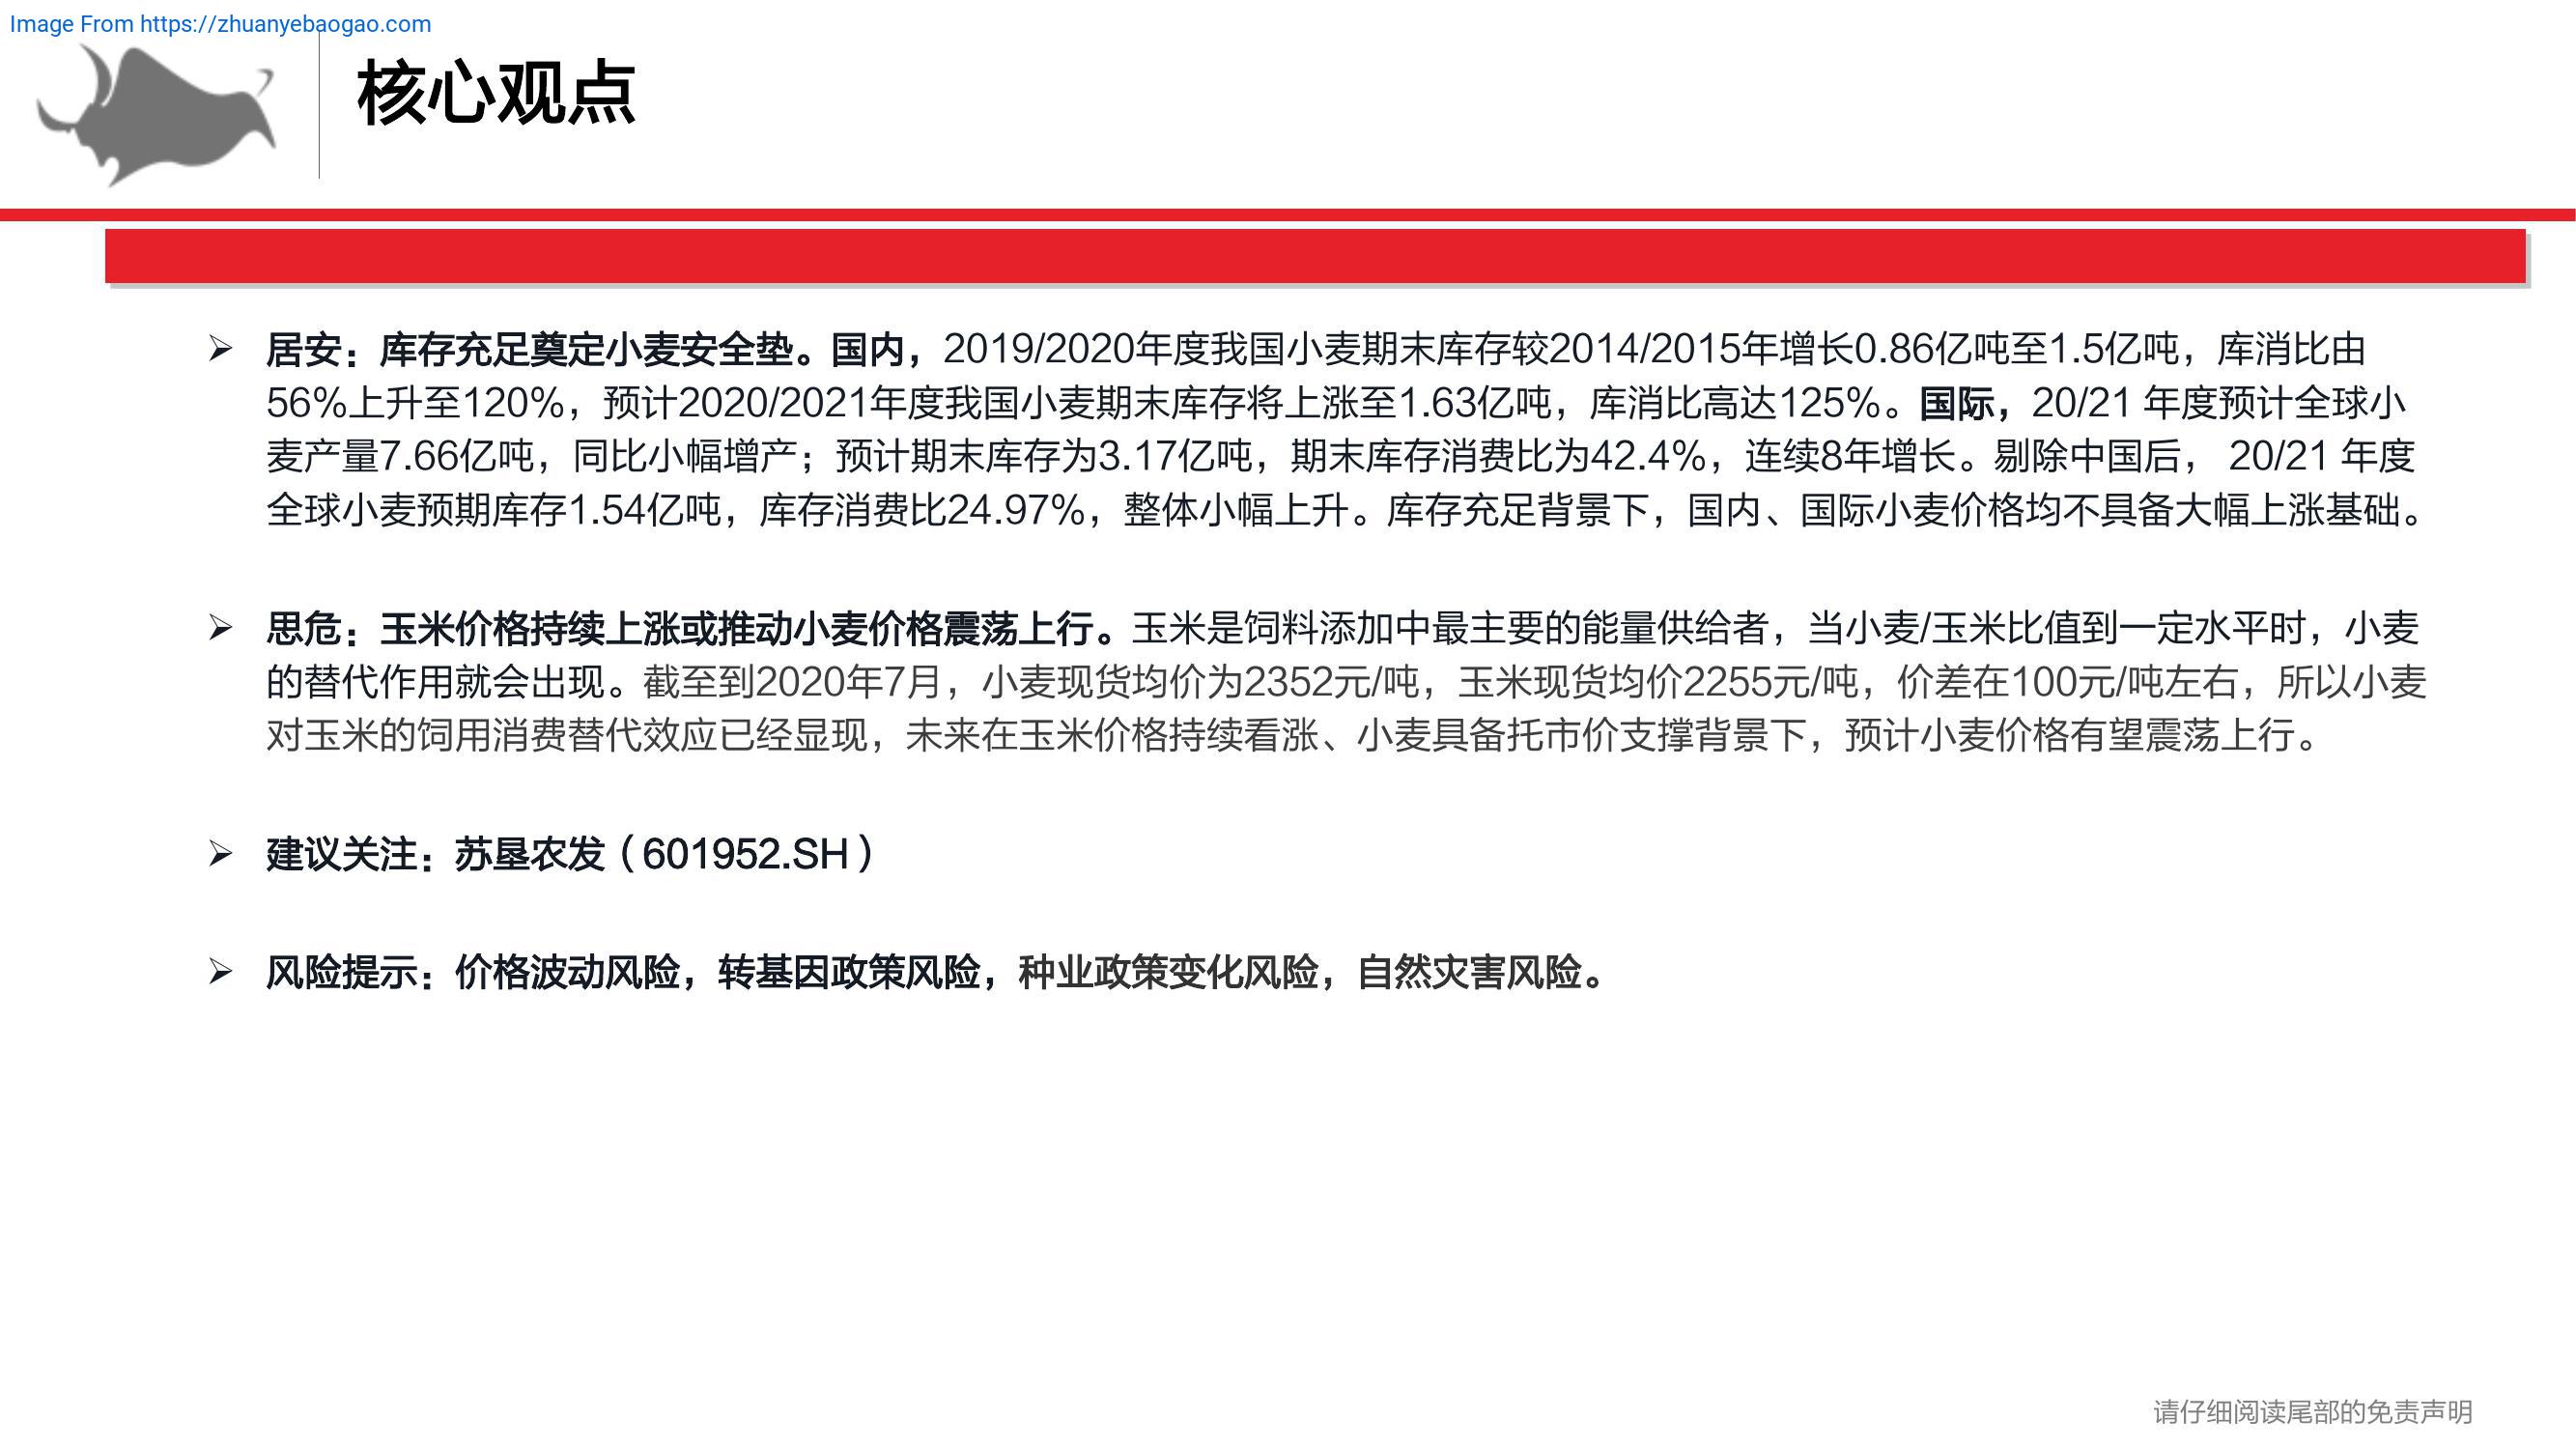 Image From https://zhuanyebaogao.com
核心观点
➢ 居安：库存充足奠定小麦安全垫。国内，2019/2020年度我国小麦期末库存较2014/2015年增长0.86亿吨至1.5亿吨，库消比由
56%上升至120%，预计2020/2021年度我国小麦期末库存将上涨至1.63亿吨，库消比高达125%。国际，20/21 年度预计全球小
麦产量7.66亿吨，同比小幅增产；预计期末库存为3.17亿吨，期末库存消费比为42.4%，连续8年增长。剔除中国后， 20/21 年度
全球小麦预期库存1.54亿吨，库存消费比24.97%，整体小幅上升。库存充足背景下，国内、国际小麦价格均不具备大幅上涨基础。
➢ 思危：玉米价格持续上涨或推动小麦价格震荡上行。玉米是饲料添加中最主要的能量供给者，当小麦/玉米比值到一定水平时，小麦
的替代作用就会出现。截至到2020年7月，小麦现货均价为2352元/吨，玉米现货均价2255元/吨，价差在100元/吨左右，所以小麦
对玉米的饲用消费替代效应已经显现，未来在玉米价格持续看涨、小麦具备托市价支撑背景下，预计小麦价格有望震荡上行。
➢ 建议关注：苏垦农发（601952.SH）
➢ 风险提示：价格波动风险，转基因政策风险，种业政策变化风险，自然灾害风险。
请仔细阅读尾部的免责声明